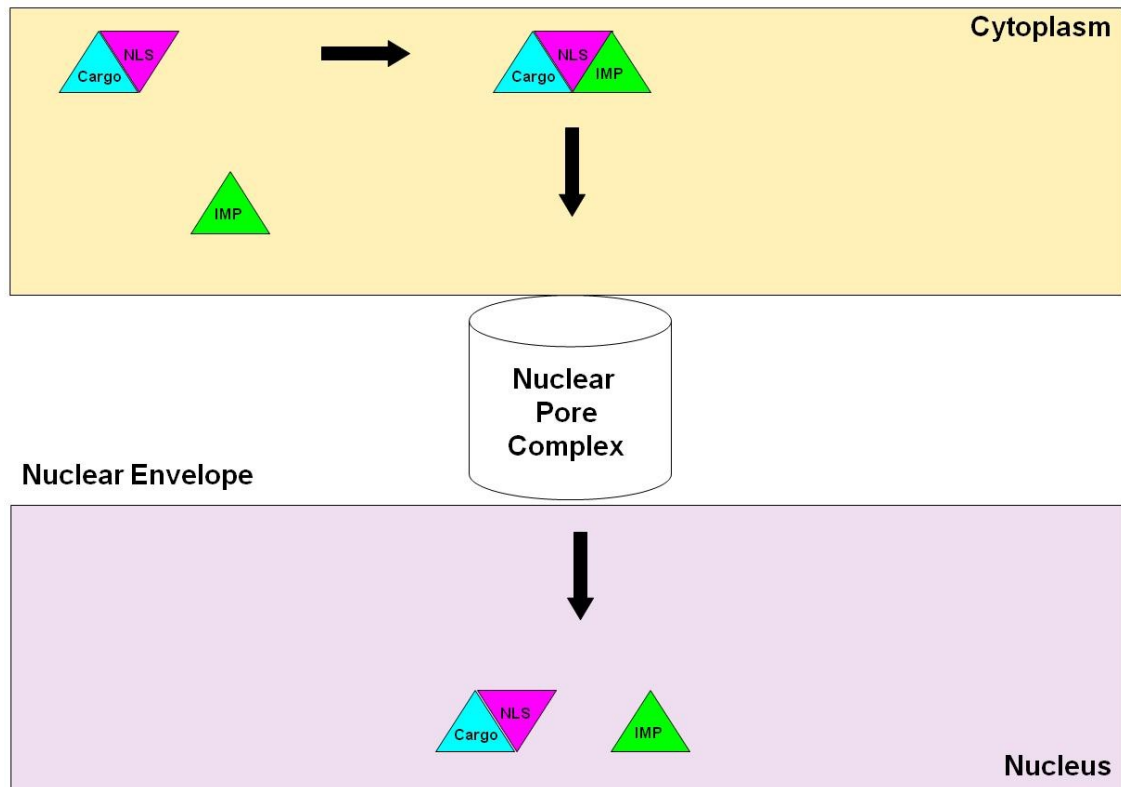 Cytoplasm
NLS
Cargo
NLS
Cargo
IMP
IMP
Nuclear
Pore
Complex
Nuclear Envelope
NLS
Cargo
IMP
Nucleus